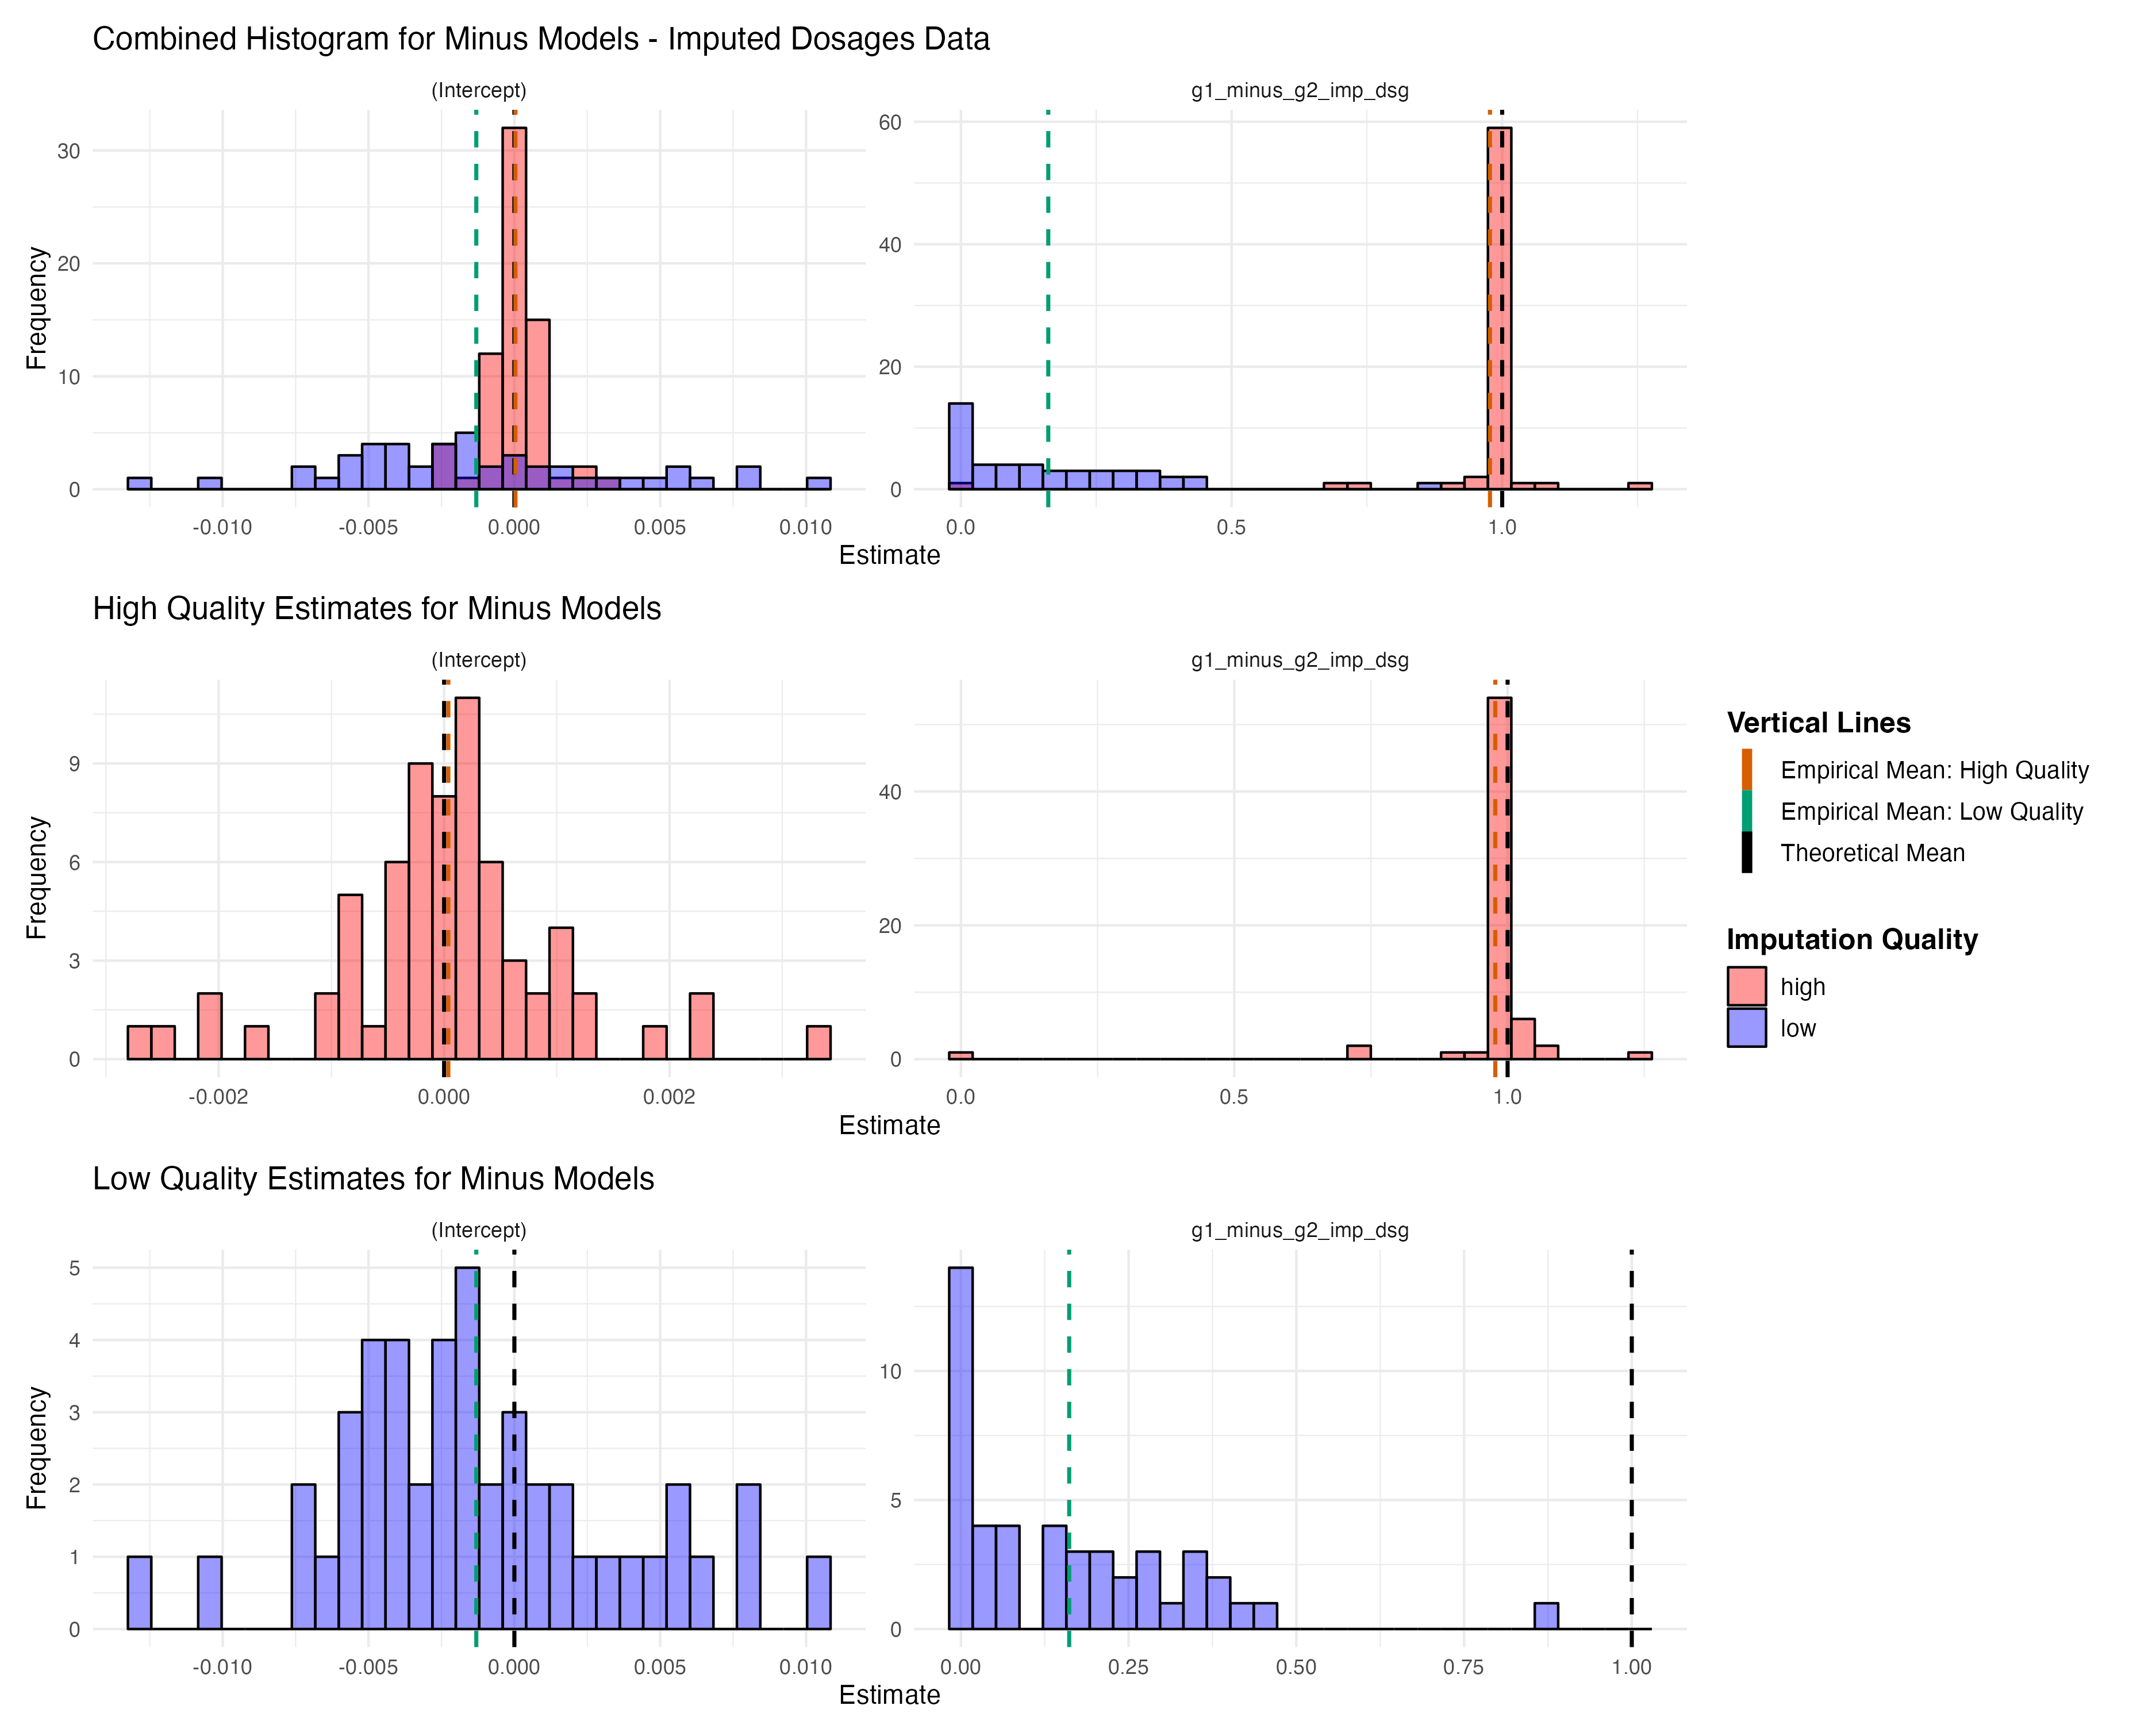 Combined Histogram for Minus Models - Imputed Dosages Data
(Intercept)
g1_minus_g2_imp_dsg
Frequency
30
20
10
0
60
40
20
0
-0.010
-0.005
0.000
0.005
0.010
0.0
0.5
1.0
Estimate
High Quality Estimates for Minus Models
(Intercept)
g1_minus_g2_imp_dsg
Frequency
9
6
3
0
40
20
0
-0.002
0.000
0.002
0.0
0.5
1.0
Estimate
Vertical Lines
Empirical Mean: High Quality
Empirical Mean: Low Quality
Theoretical Mean
Imputation Quality
high
low
Low Quality Estimates for Minus Models
(Intercept)
g1_minus_g2_imp_dsg
Frequency
5
4
3
2
1
0
10
5
0
-0.010
-0.005
0.000
0.005
0.010
0.00
0.25
0.50
0.75
1.00
Estimate